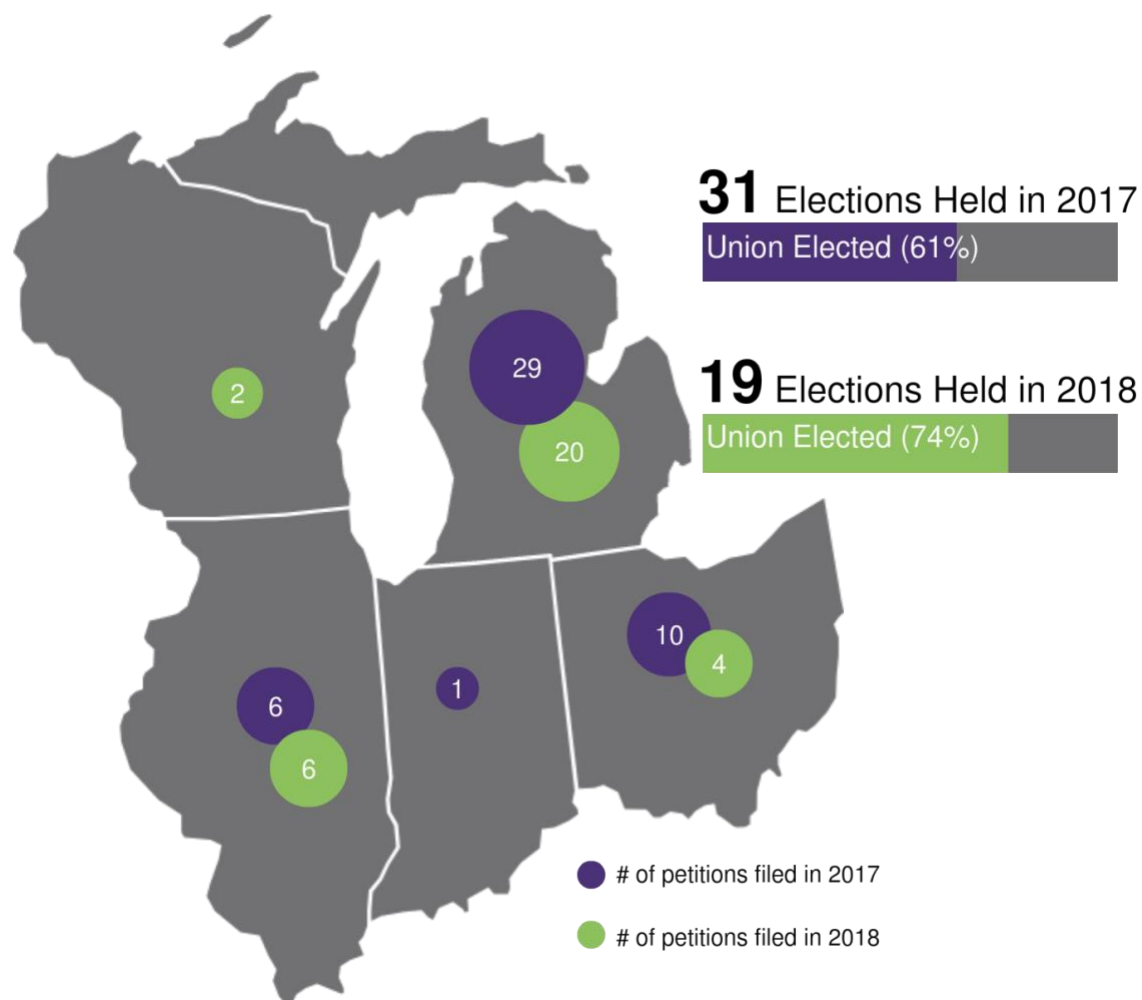 31 Elections Held in 2017
Union Elected (61%)
19 Elections Held in 2018
Union Elected (74%)
2
29
20
10
4
1
6
6
# of petitions filed in 2017
# of petitions filed in 2018